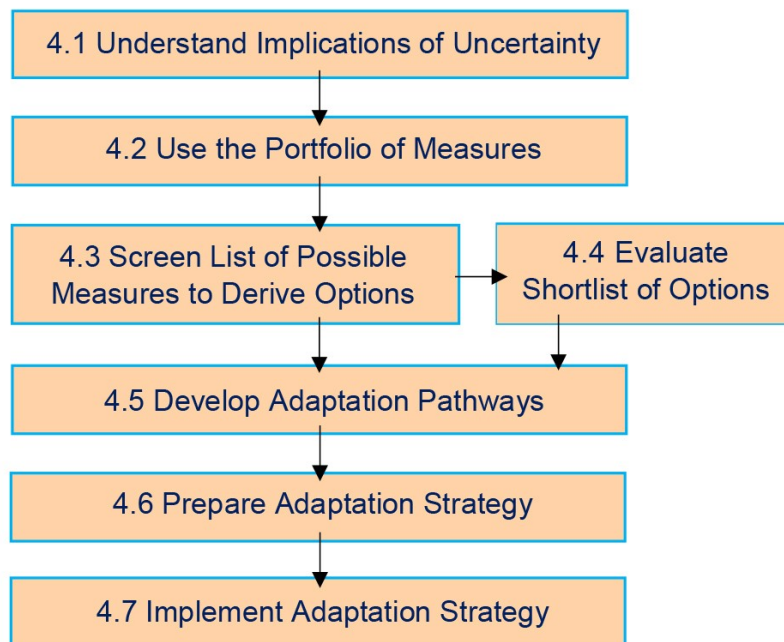 4.1 Understand Implications of Uncertainty
4.2 Use the Portfolio of Measures
4.3 Screen List of Possible
Measures to Derive Options
4.4 Evaluate
Shortlist of Options
4.5 Develop Adaptation Pathways
4.6 Prepare Adaptation Strategy
4.7 Implement Adaptation Strategy